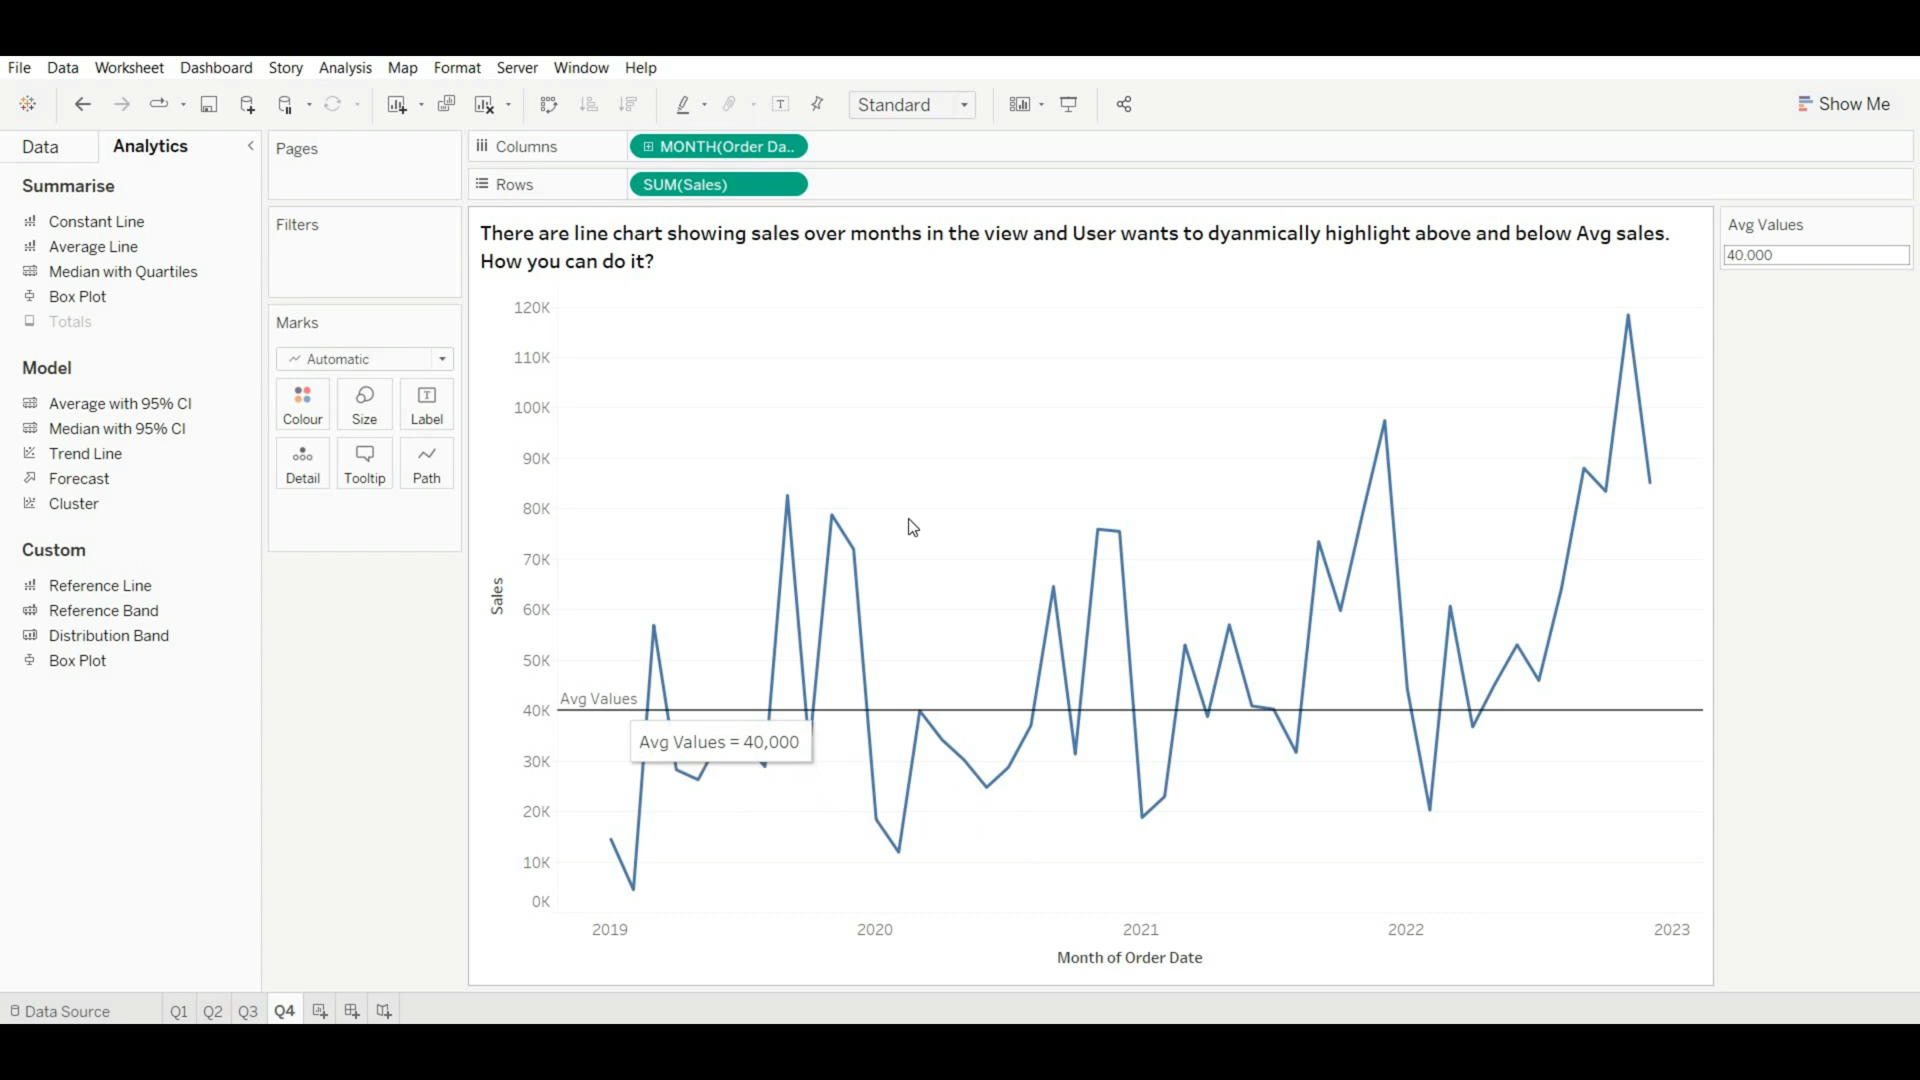 File Data Worksheet Dashboard Story Analysis Map Format Server Window Help
Standard
Show Me
Data Analytics
Summarise
Constant Line
Average Line
Median with Quartiles
Box Plot
Totals
Model
Average with 95% CI
Median with 95% CI
Trend Line
Forecast
Cluster
Custom
Reference Line
Reference Band
Distribution Band
Box Plot
Pages
Filters
Marks
Automatic
Colour Size Label
Detail Tooltip Path
Columns MONTH(Order Da..
Rows SUM(Sales)
There are line chart showing sales over months in the view and User wants to dyanmically highlight above and below Avg sales.
How you can do it?
120K
110K
100K
90K
80K
70K
60K
50K
40K
30K
20K
10K
0K
Sales
Avg Values
Avg Values = 40,000
2019 2020 2021 2022 2023
Month of Order Date
Avg Values
40.000
Data Source Q1 Q2 Q3 Q4